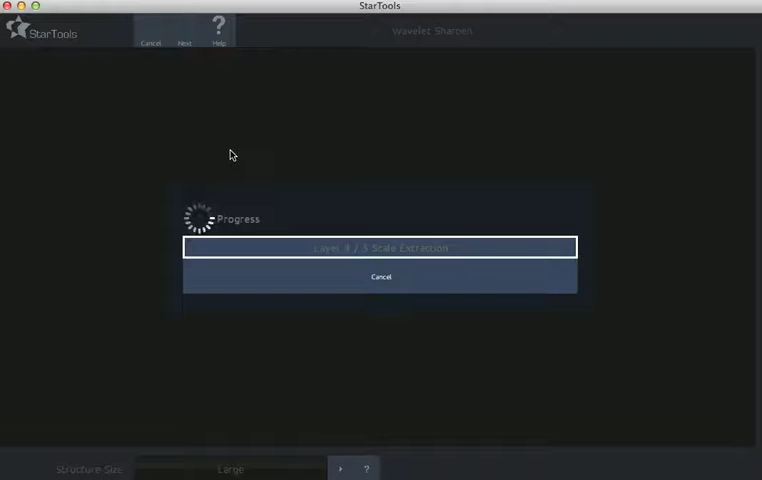 StarTools
StarTools
Cancel Next Help
Wavelet Sharpen
Progress
Layer 4 / 5 Scale Extraction
Cancel
Structure Size Large ?